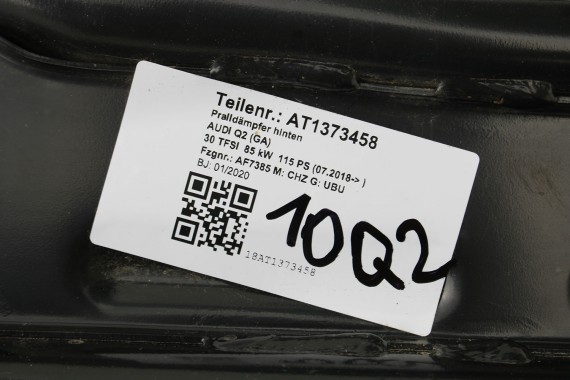 Teilenr.: AT1373458
Pralldämpfer hinten
AUDI Q2 (GA)
30 TFSI 85 kW 115 PS (07.2018-> )
Fzgnr.: AF7385 M: CHZ G: UBU
BJ: 01/2020
18AT1373458
10Q2